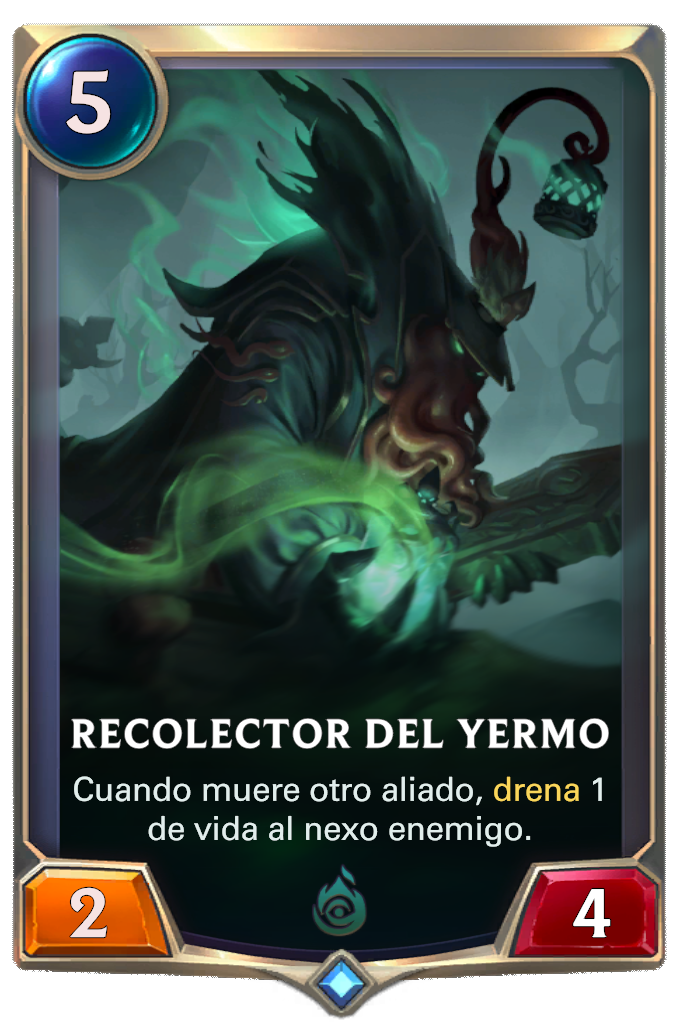 5
RECOLECTOR DEL YERMO
Cuando muere otro aliado, drena 1
de vida al nexo enemigo.
2
4